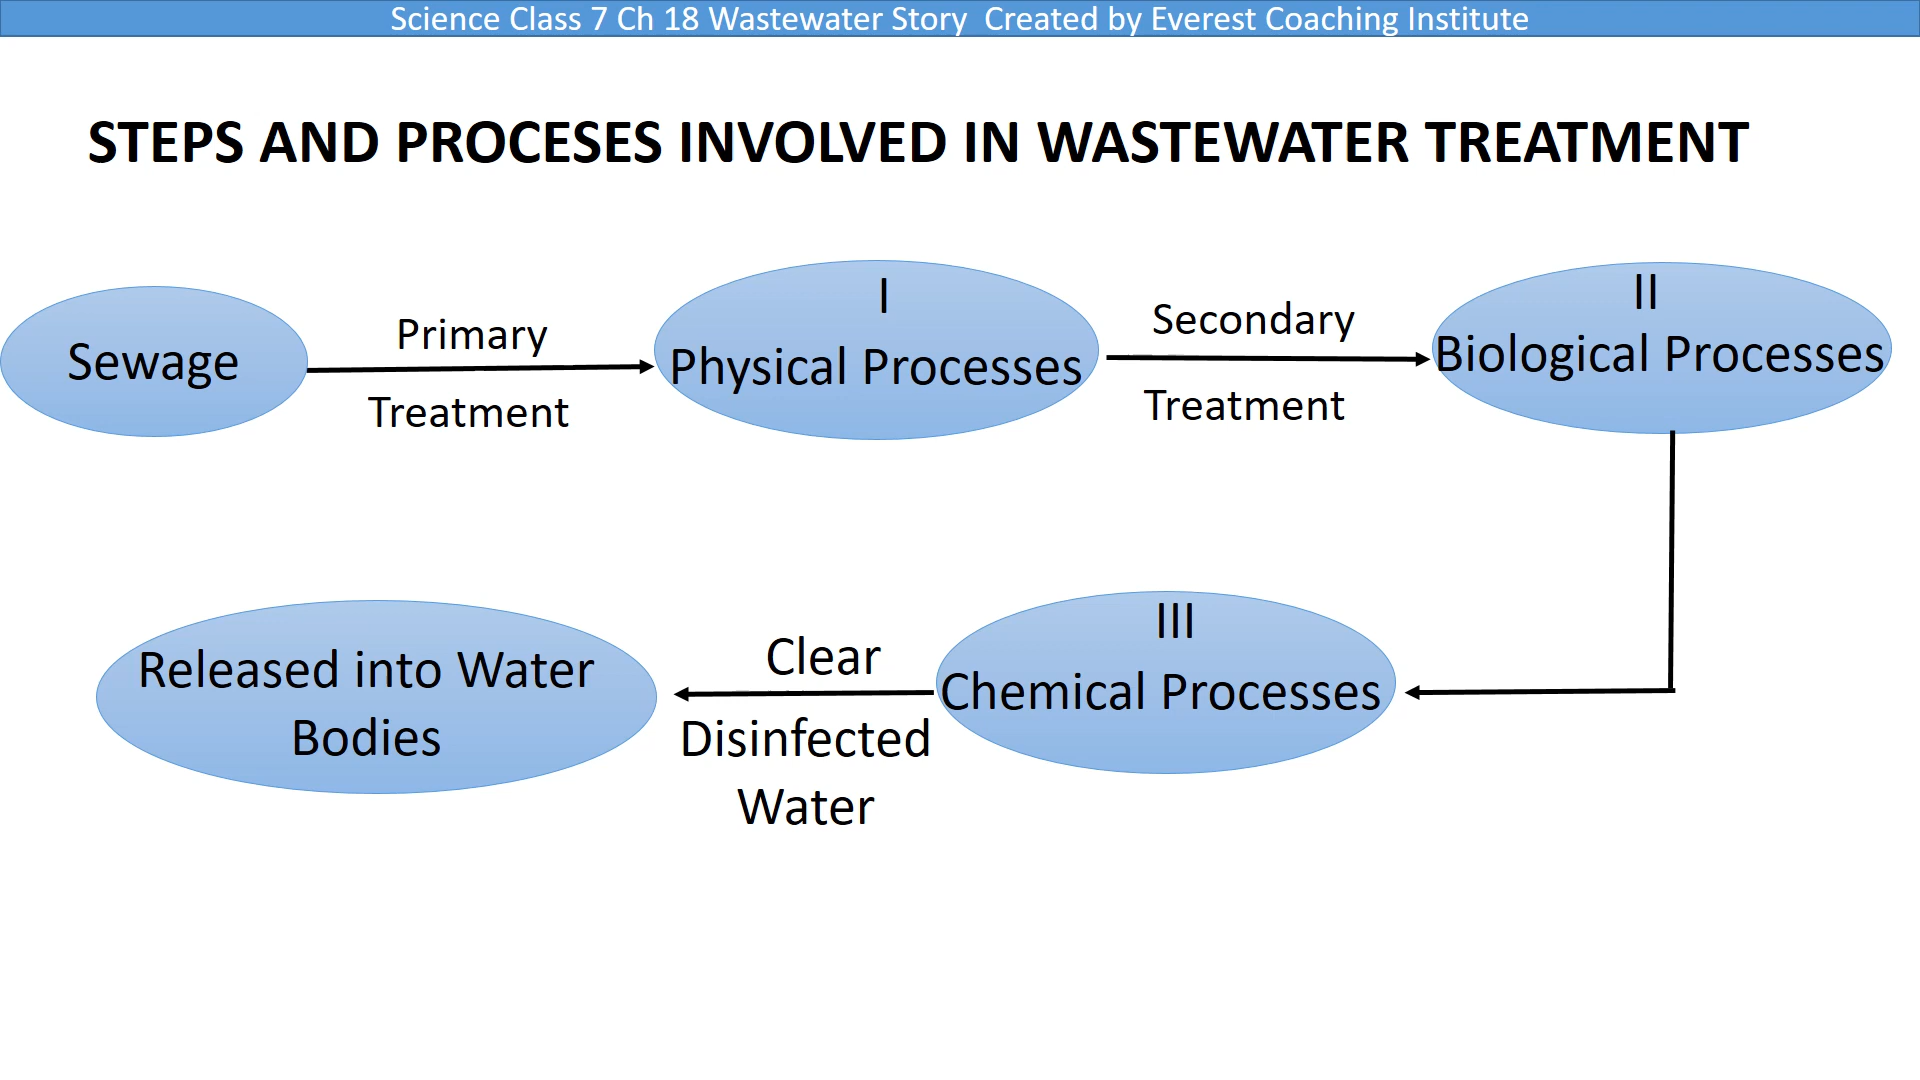 Science Class 7 Ch 18 Wastewater Story  Created by Everest Coaching Institute
STEPS AND PROCESES INVOLVED IN WASTEWATER TREATMENT
Sewage
Primary
Treatment
I
Physical Processes
Secondary
Treatment
II
Biological Processes
III
Chemical Processes
Clear
Disinfected
Water
Released into Water
Bodies